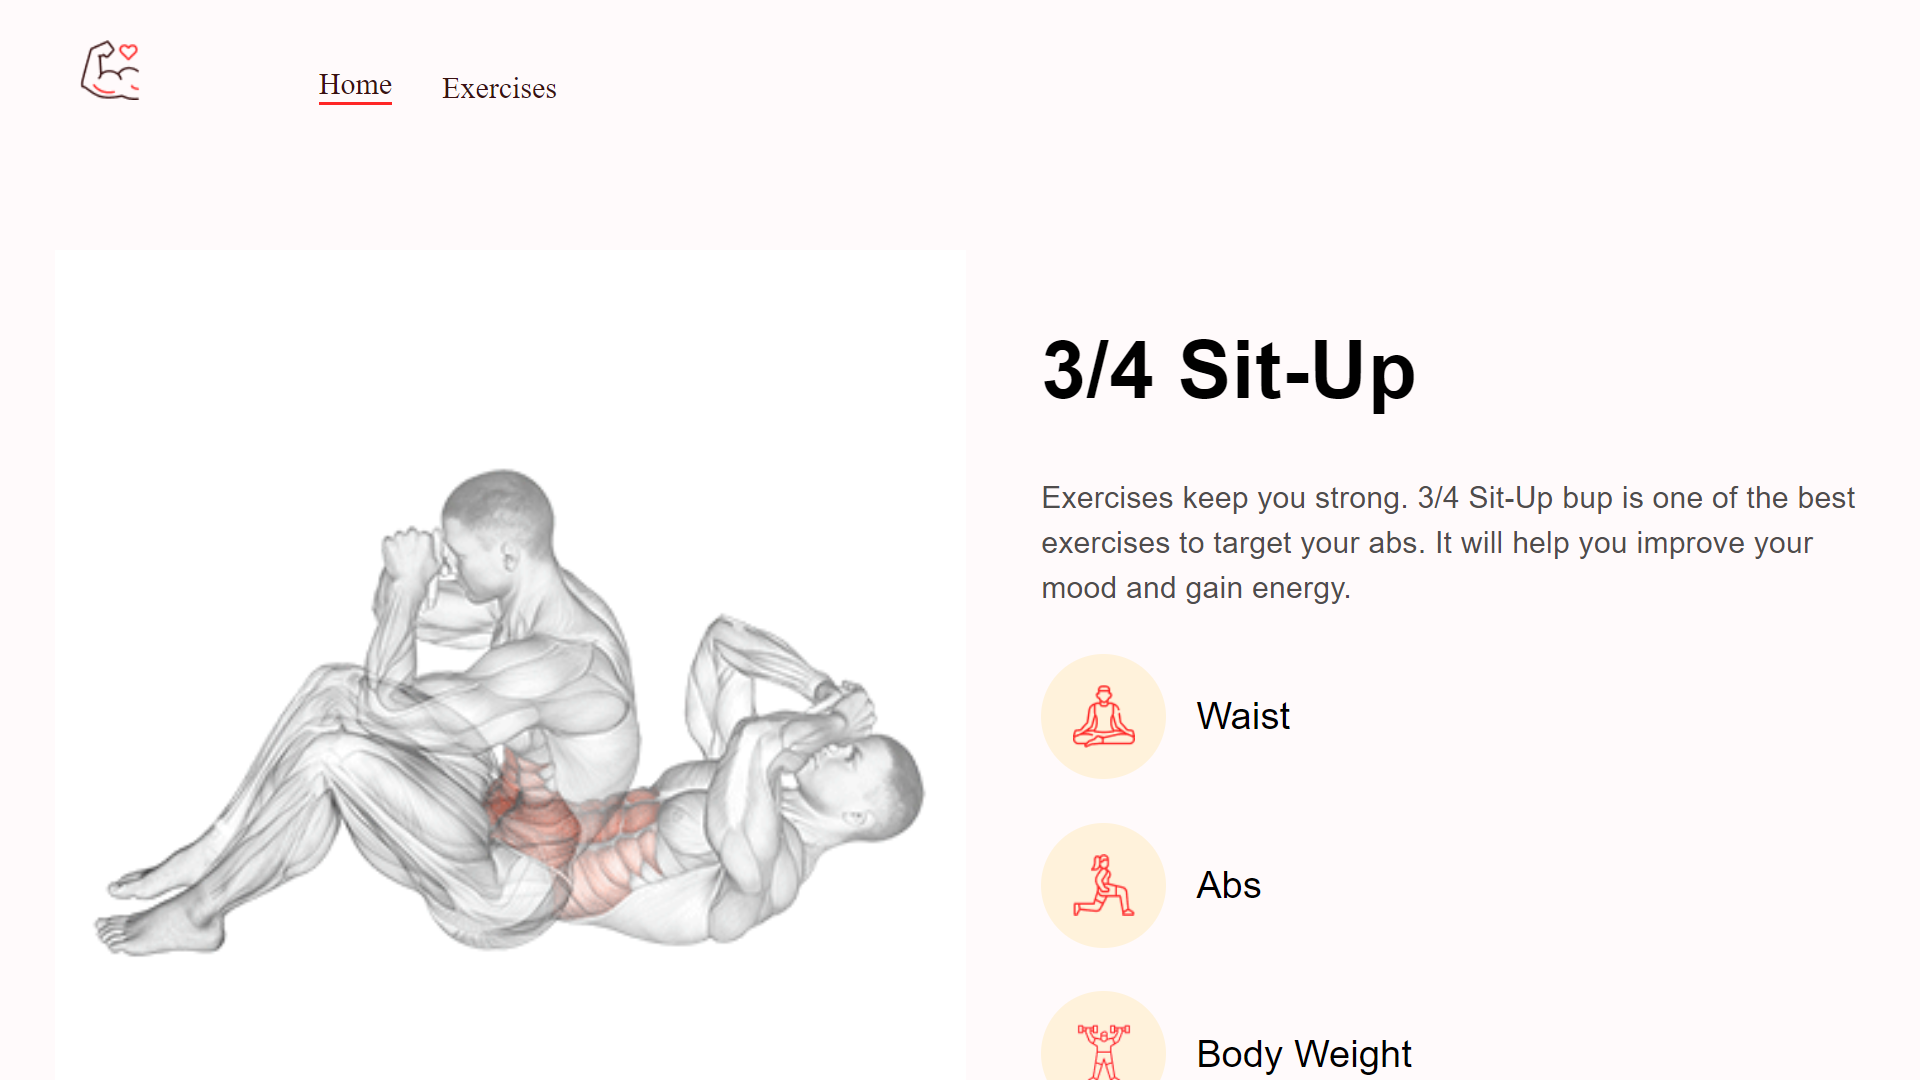 Home
Exercises
3/4 Sit-Up
Exercises keep you strong. 3/4 Sit-Up bup is one of the best
exercises to target your abs. It will help you improve your
mood and gain energy.
Waist
Abs
Body Weight